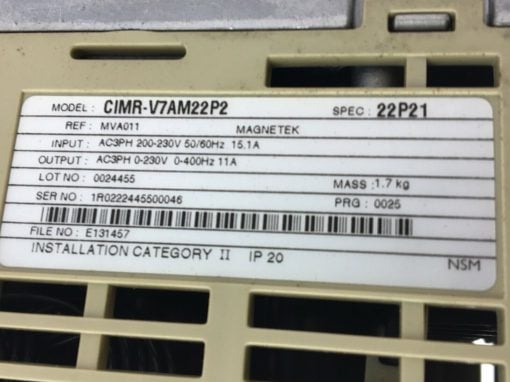 MODEL : CIMR-V7AM22P2 SPEC : 22P21
REF : MVA011 MAGNETEK
INPUT : AC3PH 200-230V 50/60Hz 15.1A
OUTPUT : AC3PH 0-230V 0-400Hz 11A
LOT NO : 0024455 MASS : 1.7 kg
SER NO : 1R0222445500046 PRG : 0025
FILE NO : E131457
INSTALLATION CATEGORY II IP 20
NSM